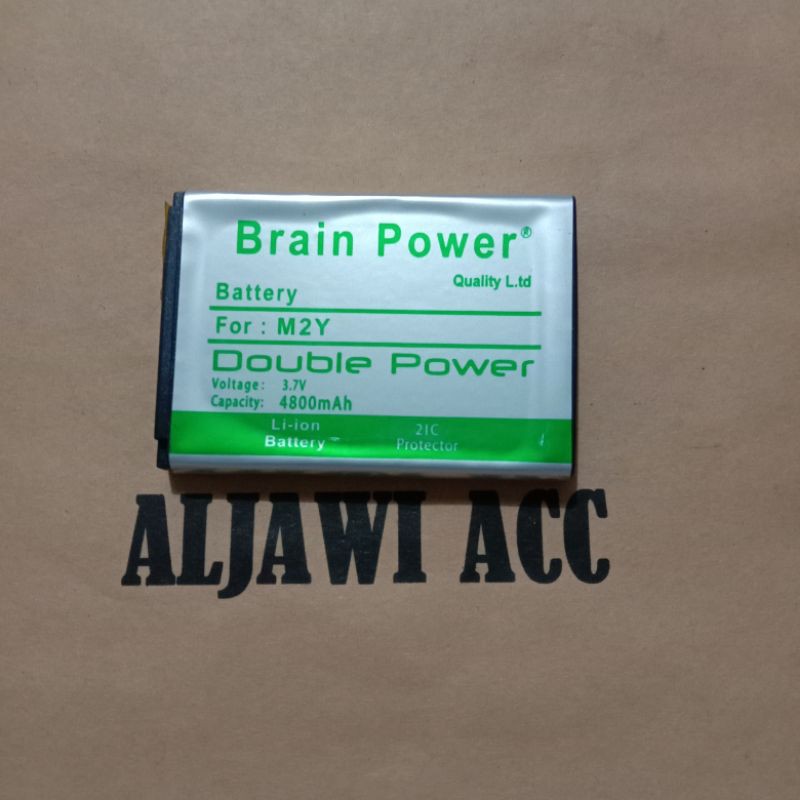 Brain Power®
Quality L.td
Battery
For : M2Y
Double Power
Voltage: 3.7V
Capacity: 4800mAh
Li-ion 2IC
Battery Protector
ALJAWI ACC